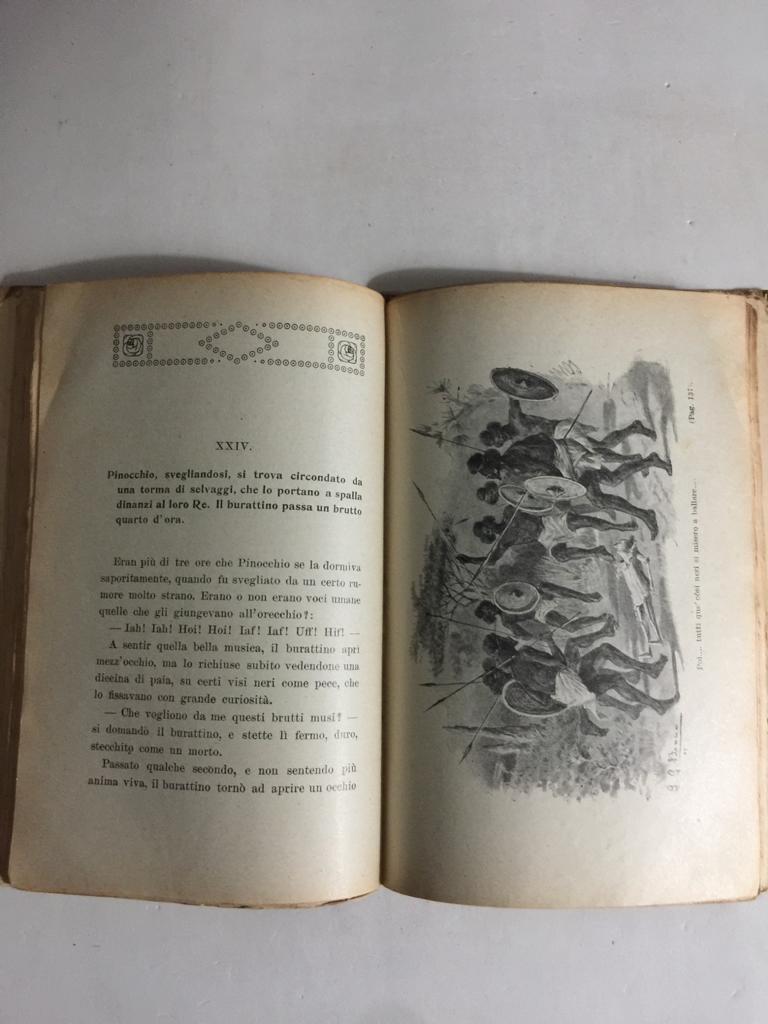 XXIV.
Pinocchio, svegliandosi, si trova circondato da
una torma di selvaggi, che lo portano a spalla
dinanzi al loro Re. Il burattino passa un brutto
quarto d'ora.
Eran più di tre ore che Pinocchio se la dormiva
saporitamente, quando fu svegliato da un certo ru-
more molto strano. Erano o non erano voci umane
quelle che gli giungevano all'orecchio?:
— Iah! Iah! Hoi! Hoi! Iaf! Iaf! Uff! Hif! —
A sentir quella bella musica, il burattino aprì
mezz'occhio, ma lo richiuse subito vedendone una
diecina di paia, su certi visi neri come pece, che
lo fissavano con grande curiosità.
— Che vogliono da me questi brutti musi? —
si domandò il burattino, e stette lì fermo, duro,
stecchito come un morto.
Passato qualche secondo, e non sentendo più
anima viva, il burattino tornò ad aprire un occhio
Poi... tutti que' cosi neri si misero a ballare...
(Pag. 137).